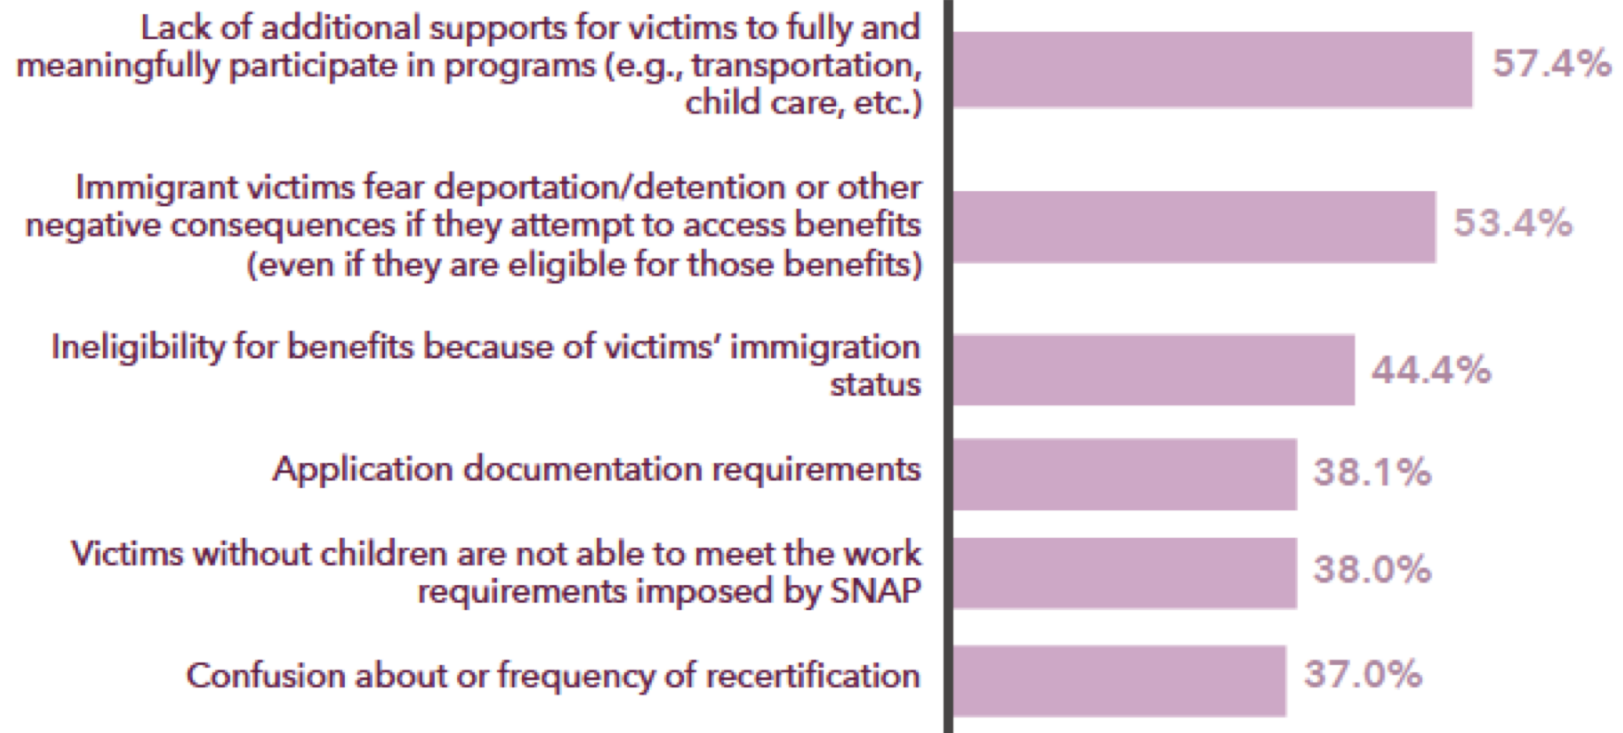 Lack of additional supports for victims to fully and
meaningfully participate in programs (e.g., transportation,
child care, etc.)
57.4%
Immigrant victims fear deportation/detention or other
negative consequences if they attempt to access benefits
(even if they are eligible for those benefits)
53.4%
Ineligibility for benefits because of victims’ immigration
status
44.4%
Application documentation requirements
38.1%
Victims without children are not able to meet the work
requirements imposed by SNAP
38.0%
Confusion about or frequency of recertification
37.0%